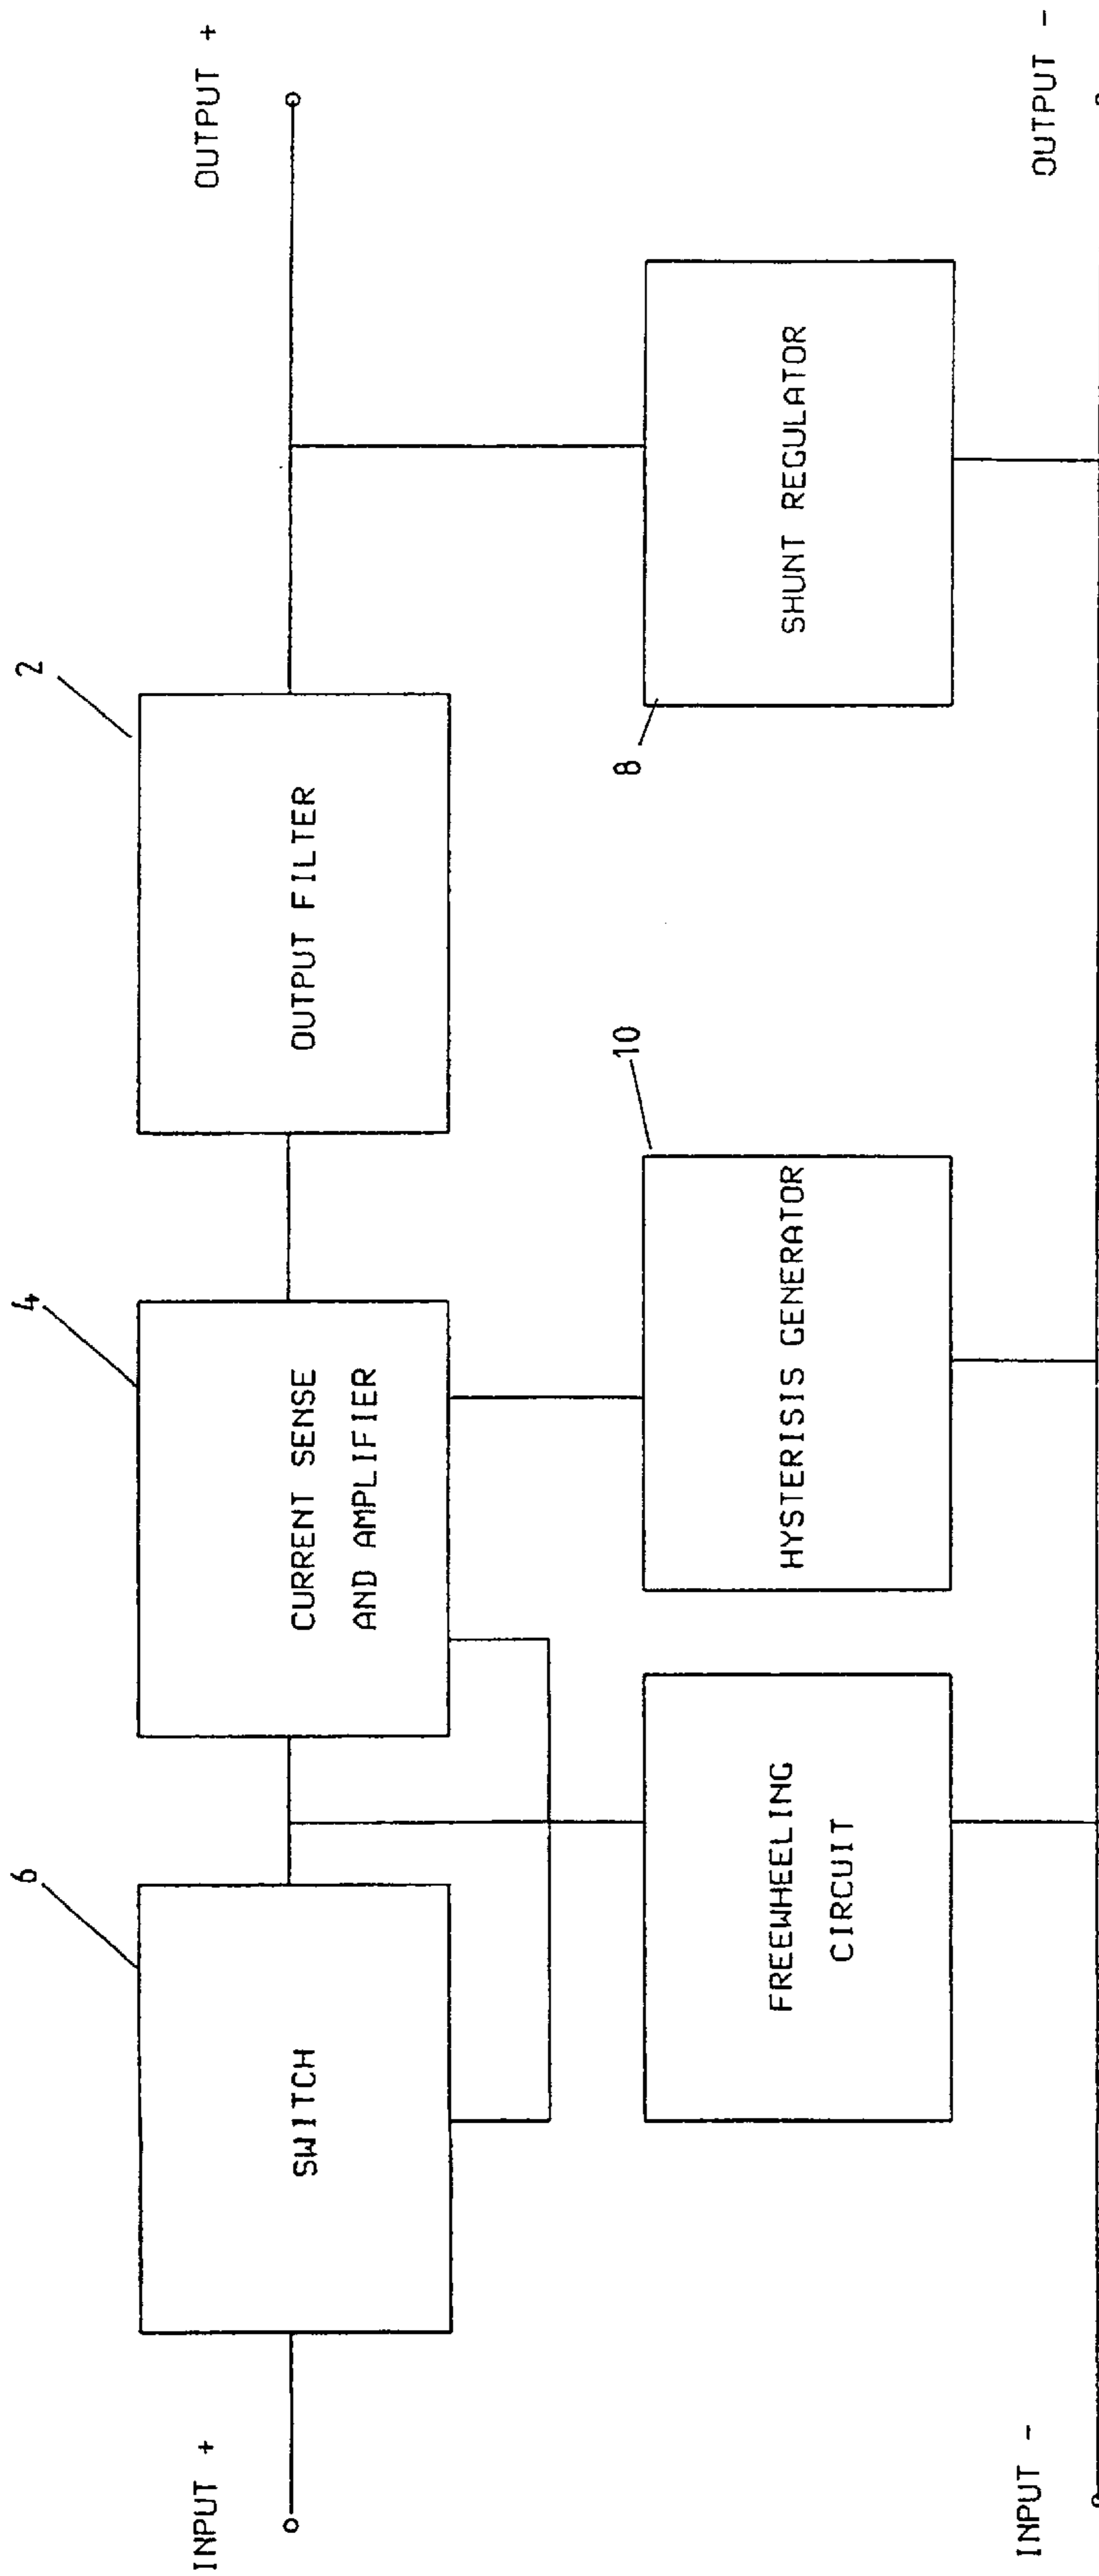 2
4
6
OUTPUT +
OUTPUT FILTER
CURRENT SENSE
AND AMPLIFIER
SWITCH
INPUT +
8
10
SHUNT REGULATOR
HYSTERISIS GENERATOR
FREEWHEELING
CIRCUIT
OUTPUT -
INPUT -